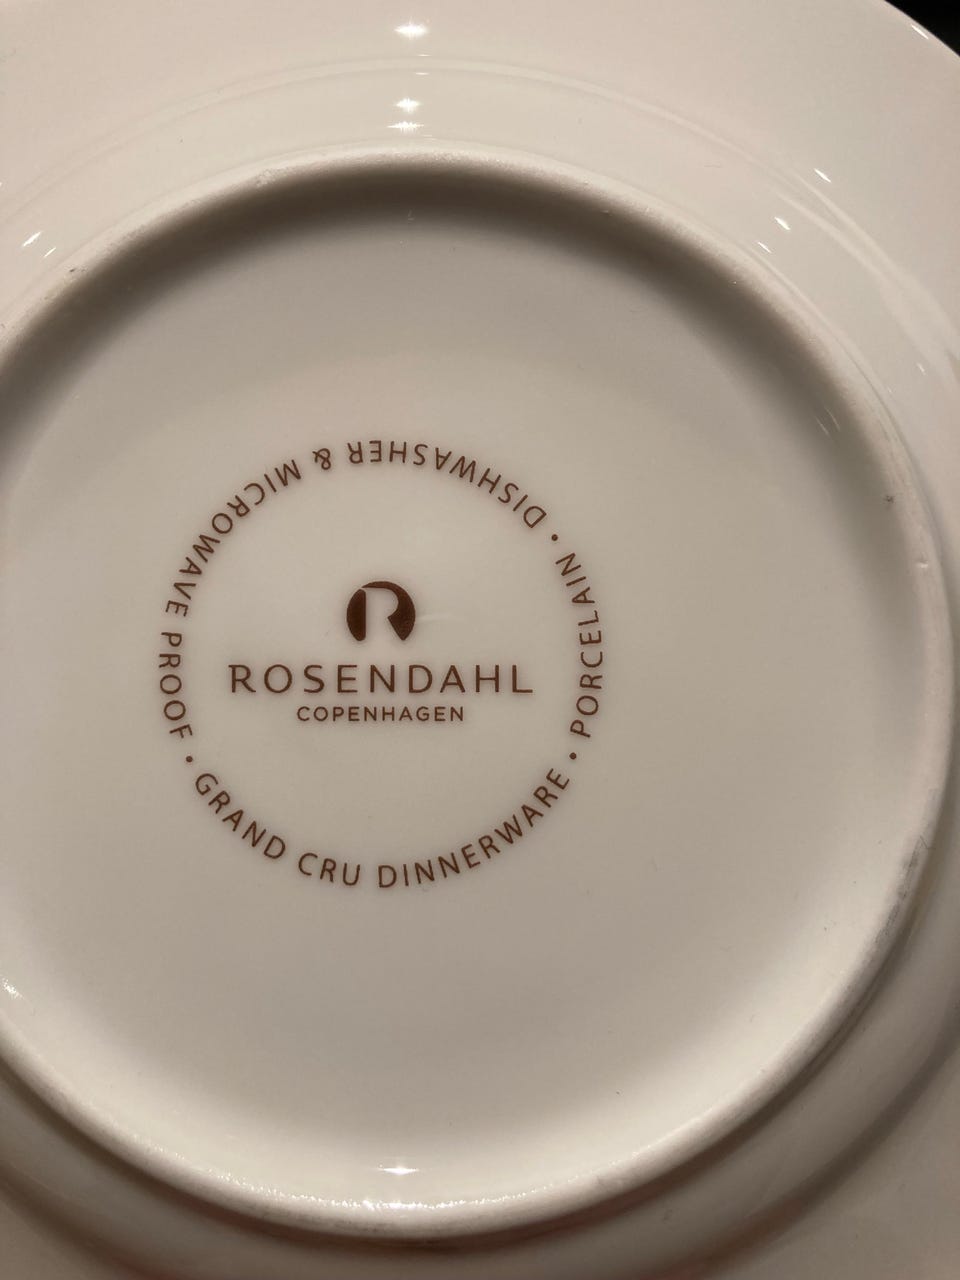 R
ROSENDAHL
COPENHAGEN
GRAND CRU DINNERWARE • PORCELAIN • DISHWASHER & MICROWAVE PROOF •